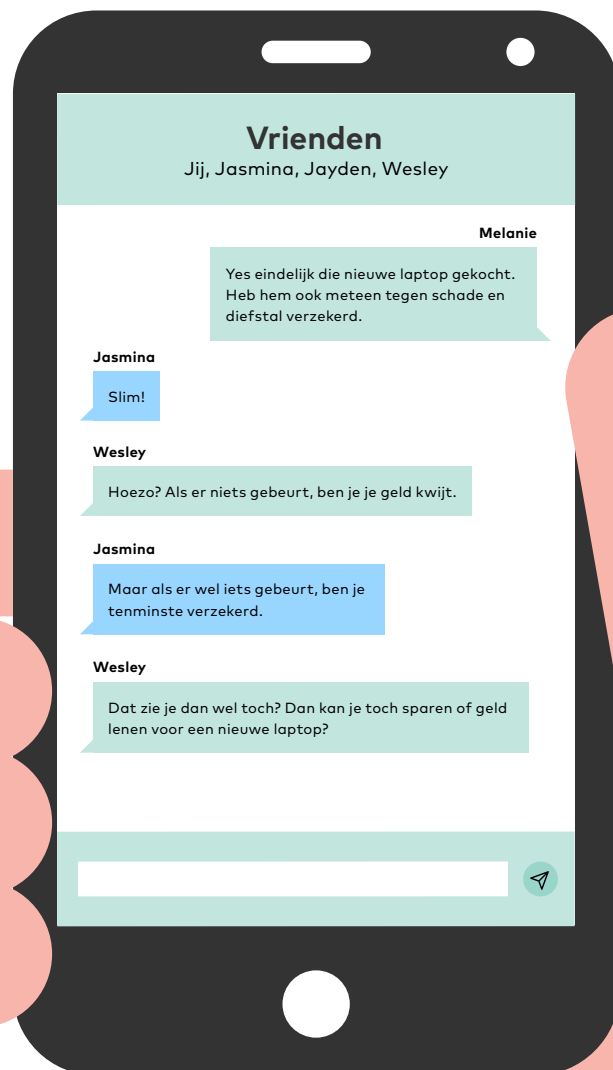 Vrienden
Jij, Jasmina, Jayden, Wesley
Melanie
Yes eindelijk die nieuwe laptop gekocht.
Heb hem ook meteen tegen schade en
diefstal verzekerd.
Jasmina
Slim!
Wesley
Hoezo? Als er niets gebeurt, ben je je geld kwijt.
Jasmina
Maar als er wel iets gebeurt, ben je
tenminste verzekerd.
Wesley
Dat zie je dan wel toch? Dan kan je toch sparen of geld
lenen voor een nieuwe laptop?